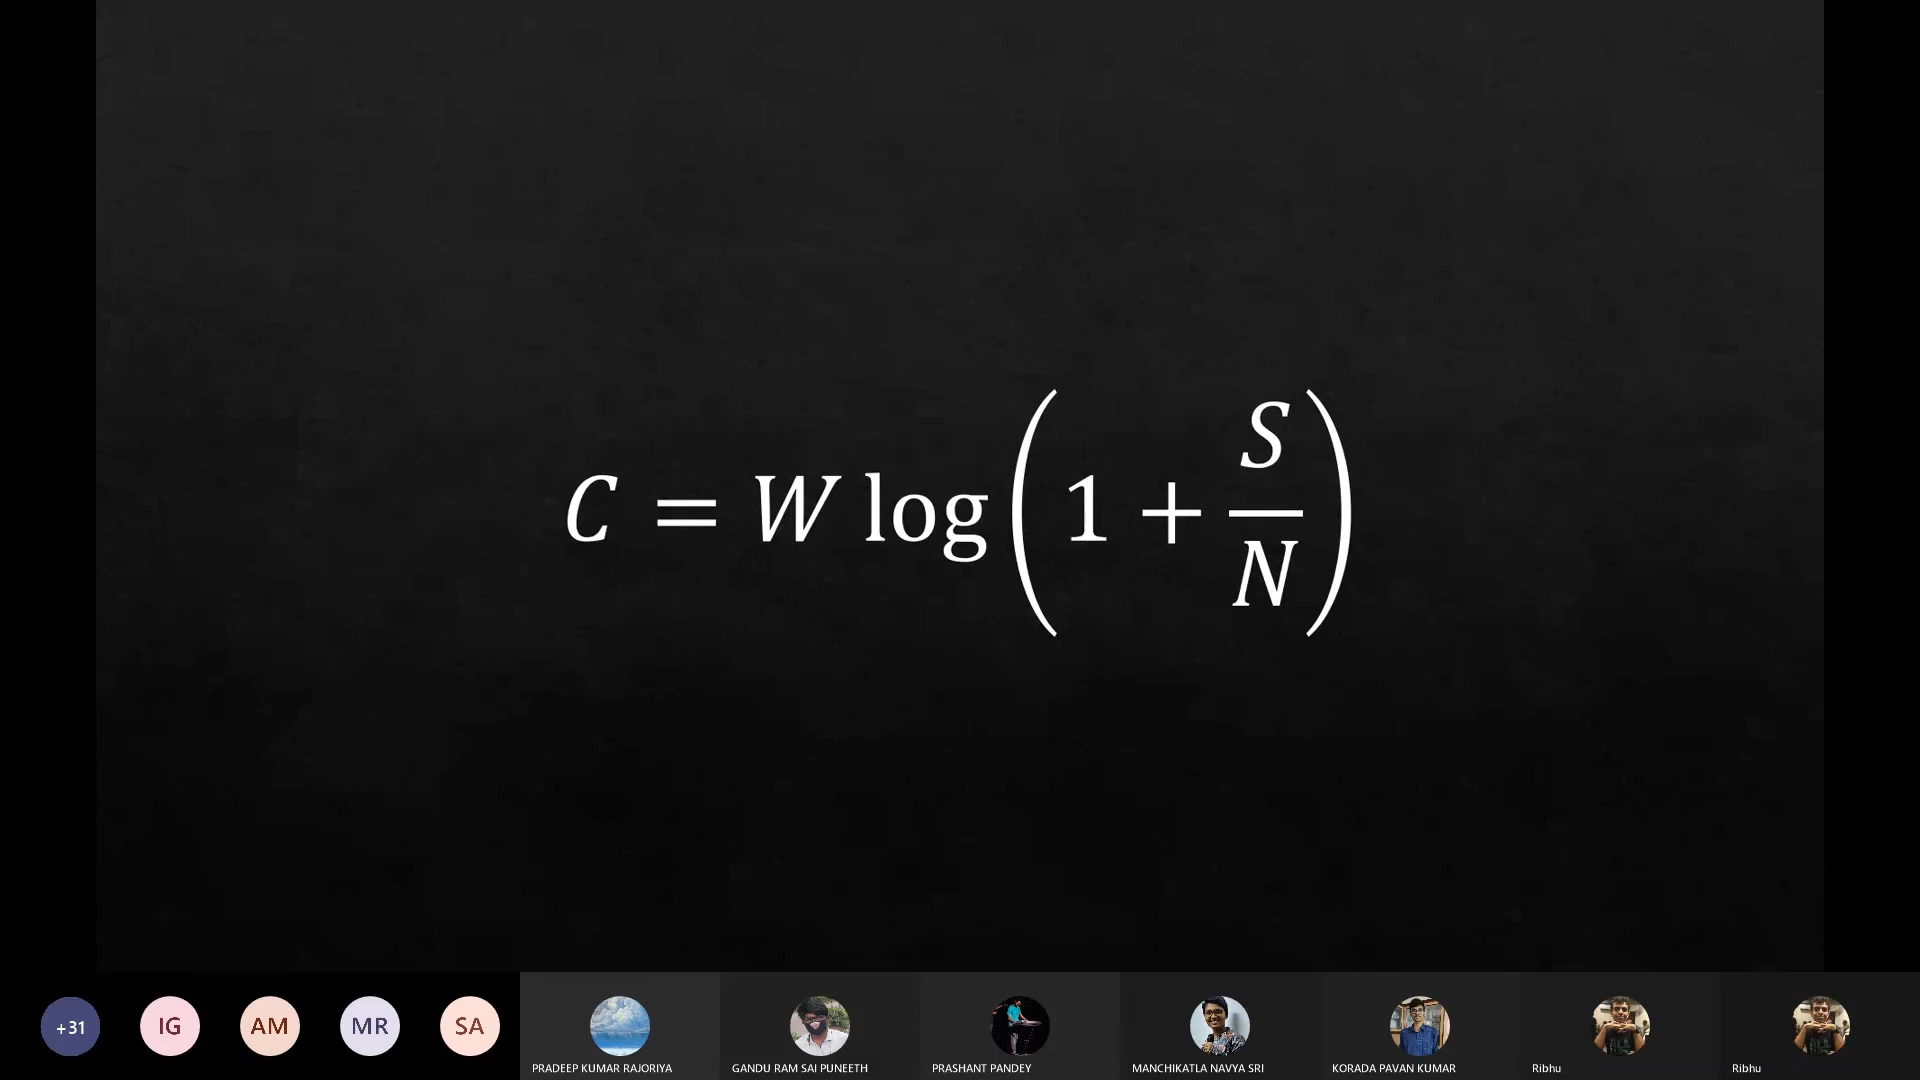 C = W log(1 + S/N)
+31
IG
AM
MR
SA
PRADEEP KUMAR RAJORIYA
GANDU RAM SAI PUNEETH
PRASHANT PANDEY
MANCHIKATLA NAVYA SRI
KORADA PAVAN KUMAR
Ribhu
Ribhu